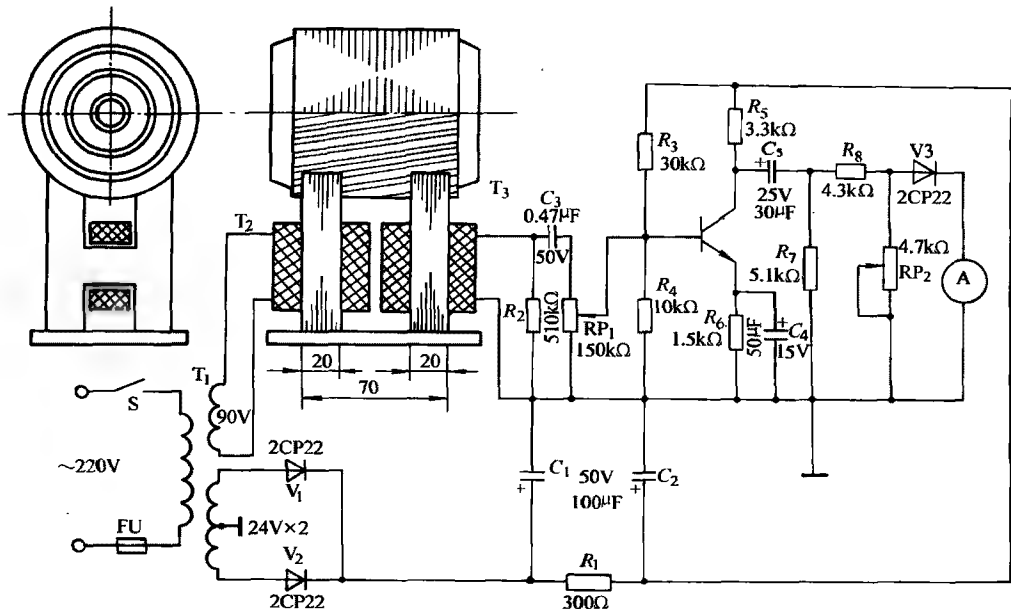 T₃
T₂
C₃
0.47μF
50V
R₂
510kΩ
RP₁
150kΩ
R₃
30kΩ
R₄
10kΩ
R₅
3.3kΩ
C₅
25V
30μF
R₆
1.5kΩ
50μF
C₄
15V
R₇
5.1kΩ
R₈
4.3kΩ
V3
2CP22
4.7kΩ
RP₂
A
20
20
70
T₁
S
90V
~220V
FU
2CP22
V₁
24V×2
V₂
2CP22
C₁
50V
100μF
C₂
R₁
300Ω